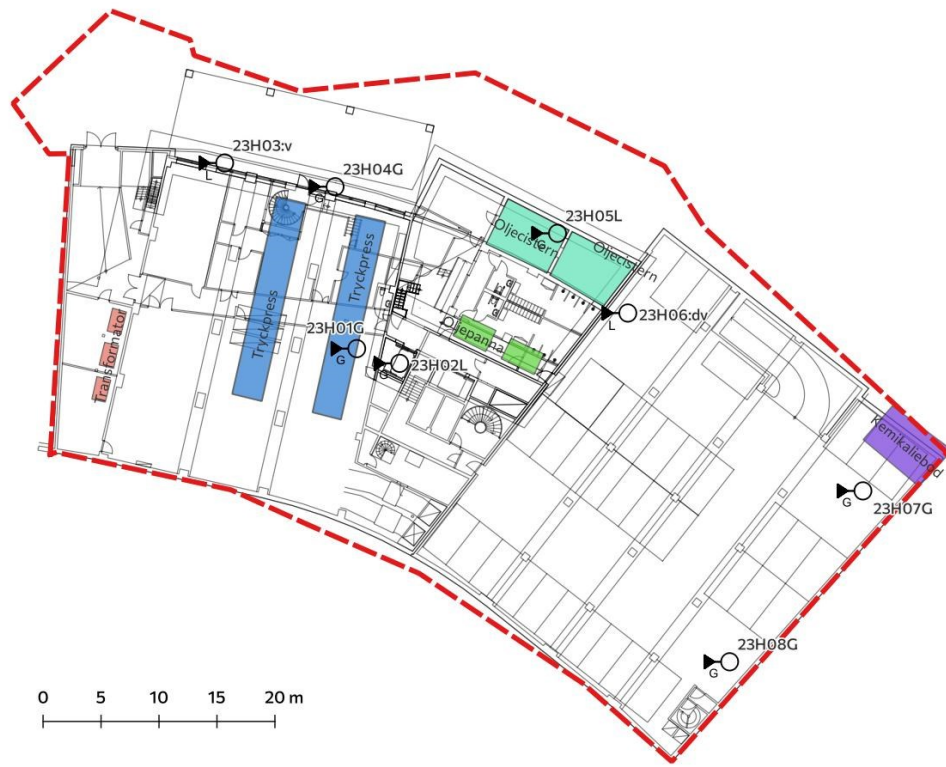 23H03:v
L
23H04G
G
23H05L
G
Oljecistern
Oljecistern
23H06:dv
L
Tryckpress
Tryckpress
Transformator
23H01G
G
23H02L
G
Oljepanna
Kemikaliebod
G
23H07G
23H08G
G
0 5 10 15 20 m